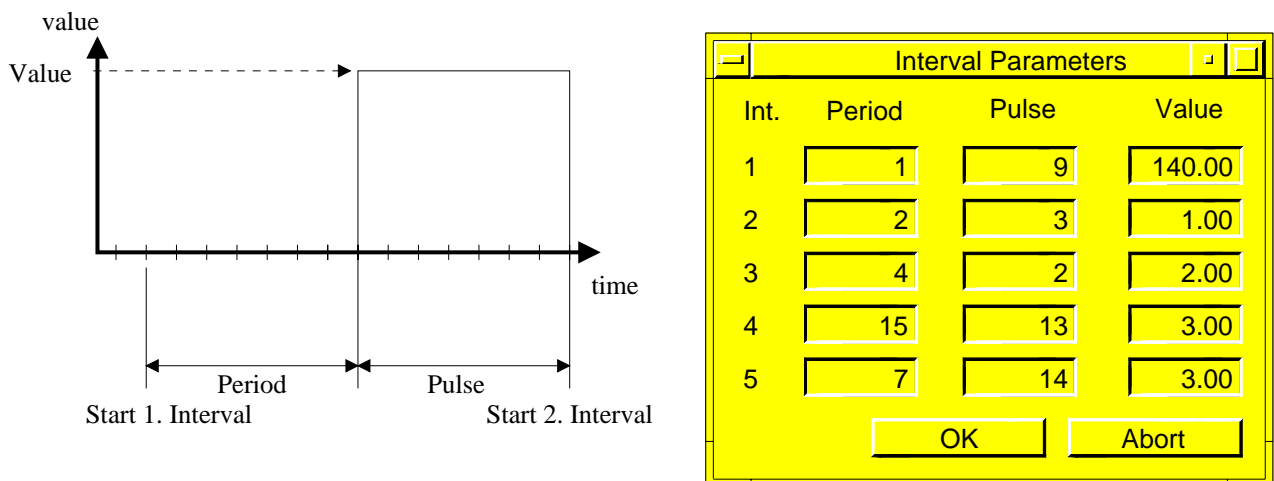 value
Value
time
Period Pulse
Start 1. Interval Start 2. Interval
Interval Parameters
Int. Period Pulse Value
1 1 9 140.00
2 2 3 1.00
3 4 2 2.00
4 15 13 3.00
5 7 14 3.00
OK Abort